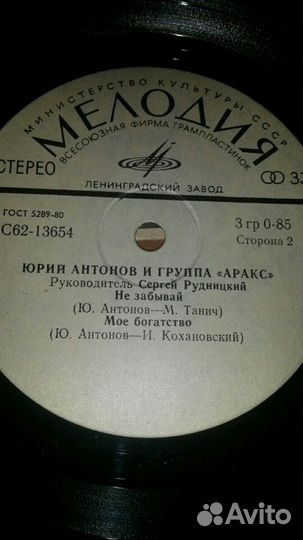 МИНИСТЕРСТВО КУЛЬТУРЫ СССР
МЕЛОДИЯ
ВСЕСОЮЗНАЯ ФИРМА ГРАМПЛАСТИНОК
СТЕРЕО
33
ЛЕНИНГРАДСКИЙ ЗАВОД
ГОСТ 5289-80
3 гр 0-85
С62-13654
Сторона 2
ЮРИЙ АНТОНОВ И ГРУППА «АРАКС»
Руководитель Сергей Рудницкий
Не забывай
(Ю. Антонов—М. Танич)
Мое богатство
(Ю. Антонов—И. Кохановский)
Avito